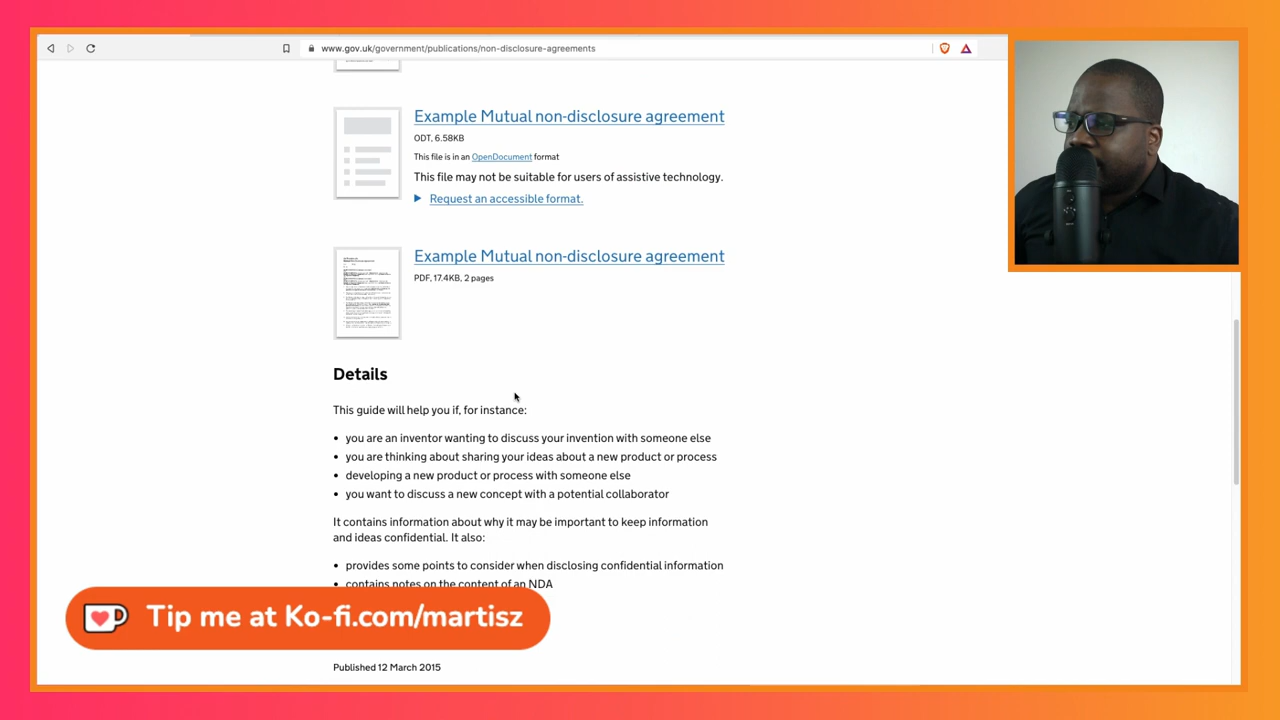 www.gov.uk/government/publications/non-disclosure-agreements
Example Mutual non-disclosure agreement
ODT, 6.58KB
This file is in an OpenDocument format
This file may not be suitable for users of assistive technology.
Request an accessible format.
Example Mutual non-disclosure agreement
PDF, 17.4KB, 2 pages
Details
This guide will help you if, for instance:
• you are an inventor wanting to discuss your invention with someone else
• you are thinking about sharing your ideas about a new product or process
• developing a new product or process with someone else
• you want to discuss a new concept with a potential collaborator
It contains information about why it may be important to keep information
and ideas confidential. It also:
• provides some points to consider when disclosing confidential information
• contains notes on the content of an NDA
Tip me at Ko-fi.com/martisz
Published 12 March 2015